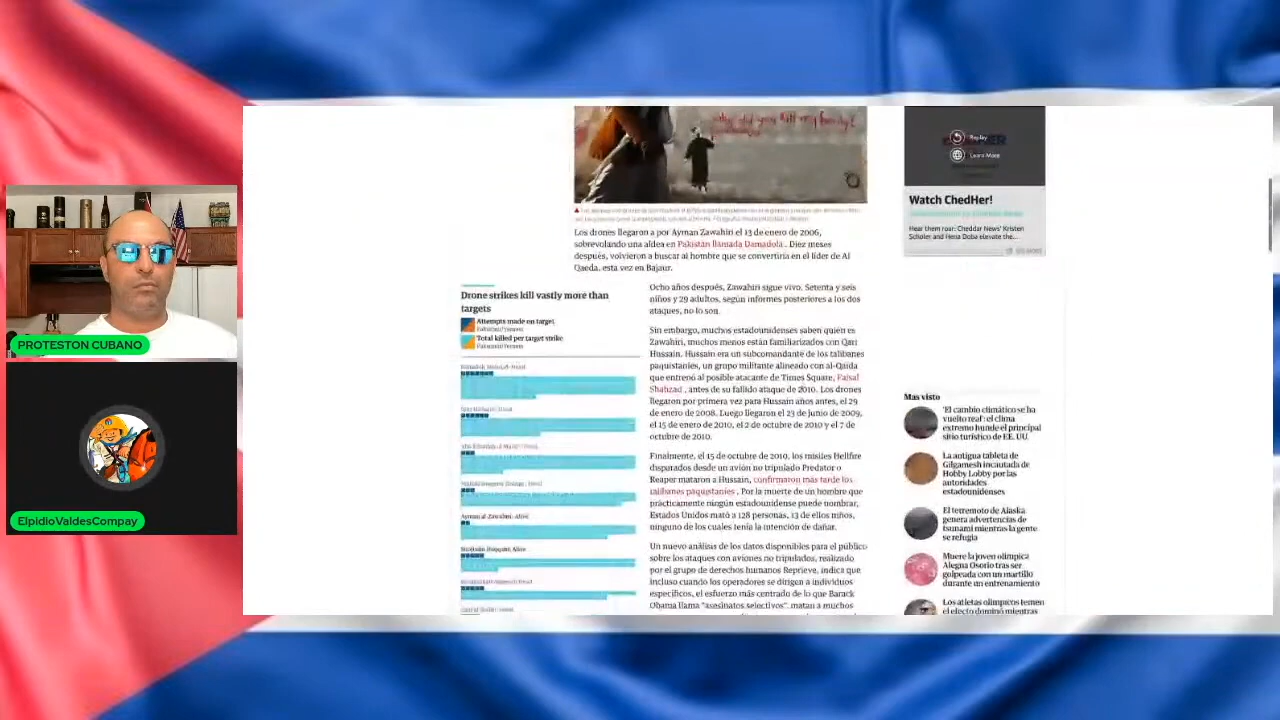 PROTESTON CUBANO
ElpidioValdesCompay
Los drones llegaron a por Ayman Zawahiri el 13 de enero de 2006,
sobrevolando una aldea en Pakistán llamada Damadola . Diez meses
después, volvieron a buscar al hombre que se convertiría en el líder de Al
Qaeda, esta vez en Bajaur.
Drone strikes kill vastly more than
targets
Attempts made on target
Total killed per target strike
Ocho años después, Zawahiri sigue vivo. Setenta y seis
niños y 29 adultos, según informes posteriores a los dos
ataques, no lo son.
Sin embargo, muchos estadounidenses saben quién es
Zawahiri, muchos menos están familiarizados con Qari
Hussain. Hussain era un subcomandante de los talibanes
paquistaníes, un grupo militante alineado con al-Qaida
que entrenó al posible atacante de Times Square, Faisal
Shahzad , antes de su fallido ataque de 2010. Los drones
llegaron por primera vez para Hussain años antes, el 29
de enero de 2008. Luego llegaron el 23 de junio de 2009,
el 15 de enero de 2010, el 2 de octubre de 2010 y el 7 de
octubre de 2010.
Finalmente, el 15 de octubre de 2010, los misiles Hellfire
disparados desde un avión no tripulado Predator o
Reaper mataron a Hussain, confirmaron más tarde los
talibanes paquistaníes . Por la muerte de un hombre que
prácticamente ningún estadounidense puede nombrar,
Estados Unidos mató a 128 personas, 13 de ellos niños,
ninguno de los cuales tenía la intención de dañar.
Un nuevo análisis de los datos disponibles para el público
sobre los ataques con aviones no tripulados, realizado
por el grupo de derechos humanos Reprieve, indica que
incluso cuando los operadores se dirigen a individuos
específicos, el esfuerzo más centrado de lo que Barack
Obama llama "asesinatos selectivos", matan a muchos
Replay
Learn More
Watch ChedHer!
Hear them roar: Cheddar News' Kristen
Scholer and Hena Doba elevate the...
Mas visto
'El cambio climático se ha
vuelto real': el clima
extremo hunde el principal
sitio turístico de EE. UU.
La antigua tableta de
Gilgamesh incautada de
Hobby Lobby por las
autoridades
estadounidenses
El terremoto de Alaska
genera advertencias de
tsunami mientras la gente
se refugia
Muere la joven olímpica
Alegna Osorio tras ser
golpeada con un martillo
durante un entrenamiento
Los atletas olímpicos temen
el efecto dominó mientras